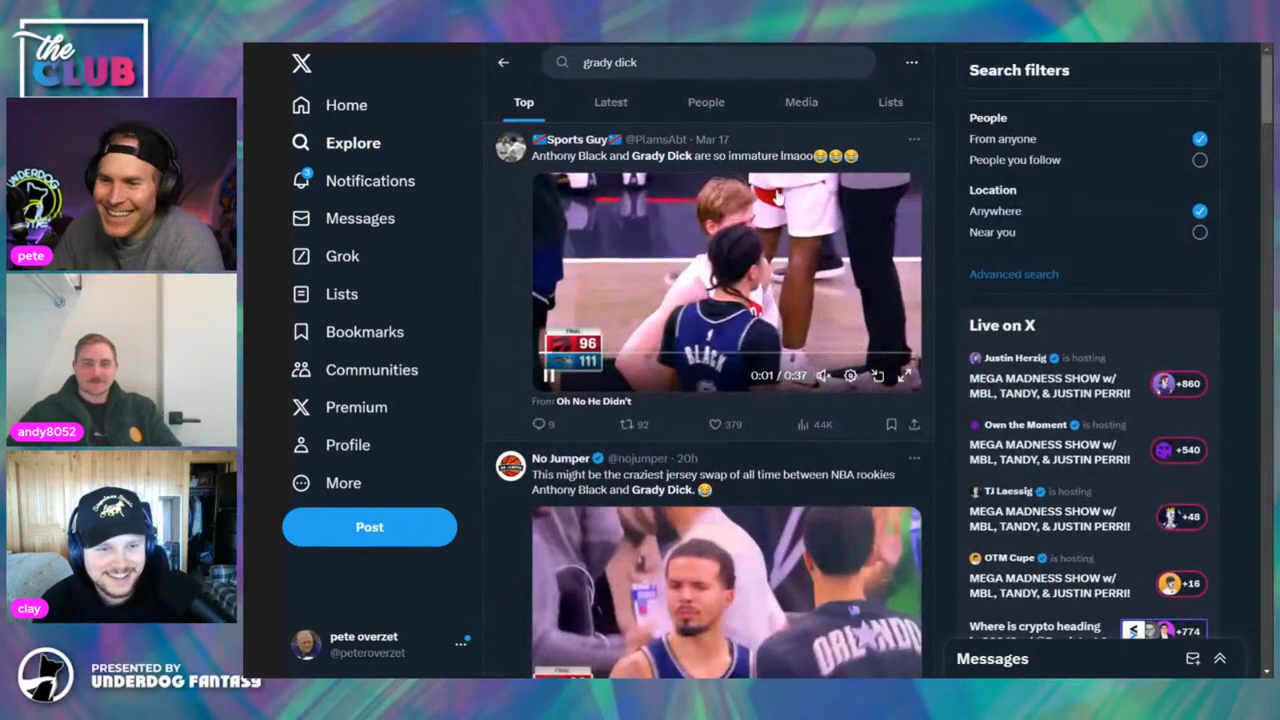 the
CLUB
pete
andy8052
clay
PRESENTED BY
UNDERDOG FANTASY
Home
Explore
3
Notifications
Messages
Grok
Lists
Bookmarks
Communities
Premium
Profile
More
Post
pete overzet
@peteroverzet
grady dick
Top
Latest
People
Media
Lists
Sports Guy @PlamsAbt · Mar 17
Anthony Black and Grady Dick are so immature lmaoo😂😂😂
BLACK
FINAL
96
111
0:01 / 0:37
From Oh No He Didn't
9
92
379
44K
No Jumper @nojumper · 20h
This might be the craziest jersey swap of all time between NBA rookies
Anthony Black and Grady Dick. 😂
ORLANDO
Search filters
People
From anyone
People you follow
Location
Anywhere
Near you
Advanced search
Live on X
Justin Herzig is hosting
MEGA MADNESS SHOW w/
MBL, TANDY, & JUSTIN PERRI!
+860
Own the Moment is hosting
MEGA MADNESS SHOW w/
MBL, TANDY, & JUSTIN PERRI!
+540
TJ Laessig is hosting
MEGA MADNESS SHOW w/
MBL, TANDY, & JUSTIN PERRI!
+48
OTM Cupe is hosting
MEGA MADNESS SHOW w/
MBL, TANDY, & JUSTIN PERRI!
+16
Where is crypto heading
+774
Messages